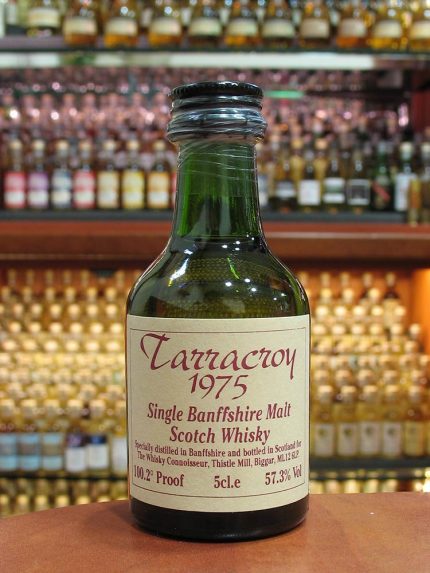 Tarracroy
1975
Single Banffshire Malt
Scotch Whisky
Specially distilled in Banffshire and bottled in Scotland for
The Whisky Connoisseur, Thistle Mill, Biggar, ML12 6LP.
100.2° Proof 5cl.e 57.3% Vol